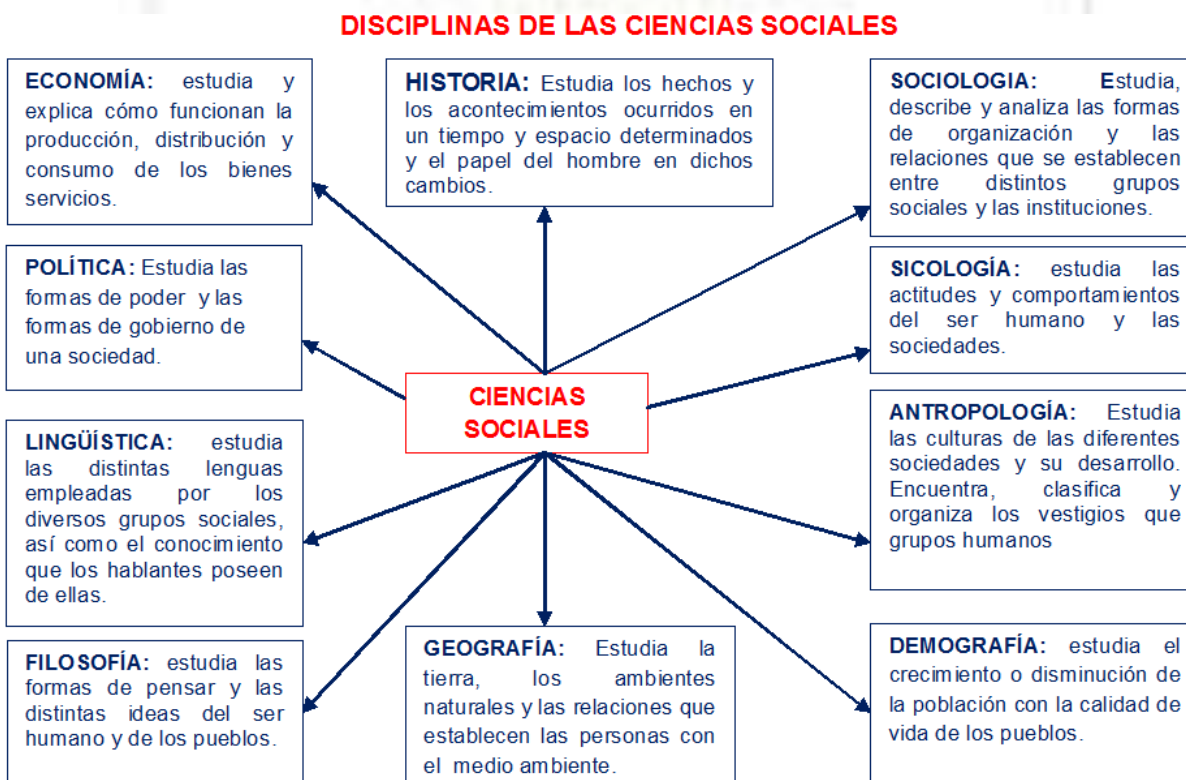 DISCIPLINAS DE LAS CIENCIAS SOCIALES
ECONOMÍA: estudia y
explica cómo funcionan la
producción, distribución y
consumo de los bienes
servicios.
HISTORIA: Estudia los hechos y
los acontecimientos ocurridos en
un tiempo y espacio determinados
y el papel del hombre en dichos
cambios.
SOCIOLOGIA: Estudia,
describe y analiza las formas
de organización y las
relaciones que se establecen
entre distintos grupos
sociales y las instituciones.
POLÍTICA: Estudia las
formas de poder y las
formas de gobierno de
una sociedad.
SICOLOGÍA: estudia las
actitudes y comportamientos
del ser humano y las
sociedades.
CIENCIAS
SOCIALES
LINGÜÍSTICA: estudia
las distintas lenguas
empleadas por los
diversos grupos sociales,
así como el conocimiento
que los hablantes poseen
de ellas.
ANTROPOLOGÍA: Estudia
las culturas de las diferentes
sociedades y su desarrollo.
Encuentra, clasifica y
organiza los vestigios que
grupos humanos
FILOSOFÍA: estudia las
formas de pensar y las
distintas ideas del ser
humano y de los pueblos.
GEOGRAFÍA: Estudia la
tierra, los ambientes
naturales y las relaciones que
establecen las personas con
el medio ambiente.
DEMOGRAFÍA: estudia el
crecimiento o disminución de
la población con la calidad de
vida de los pueblos.